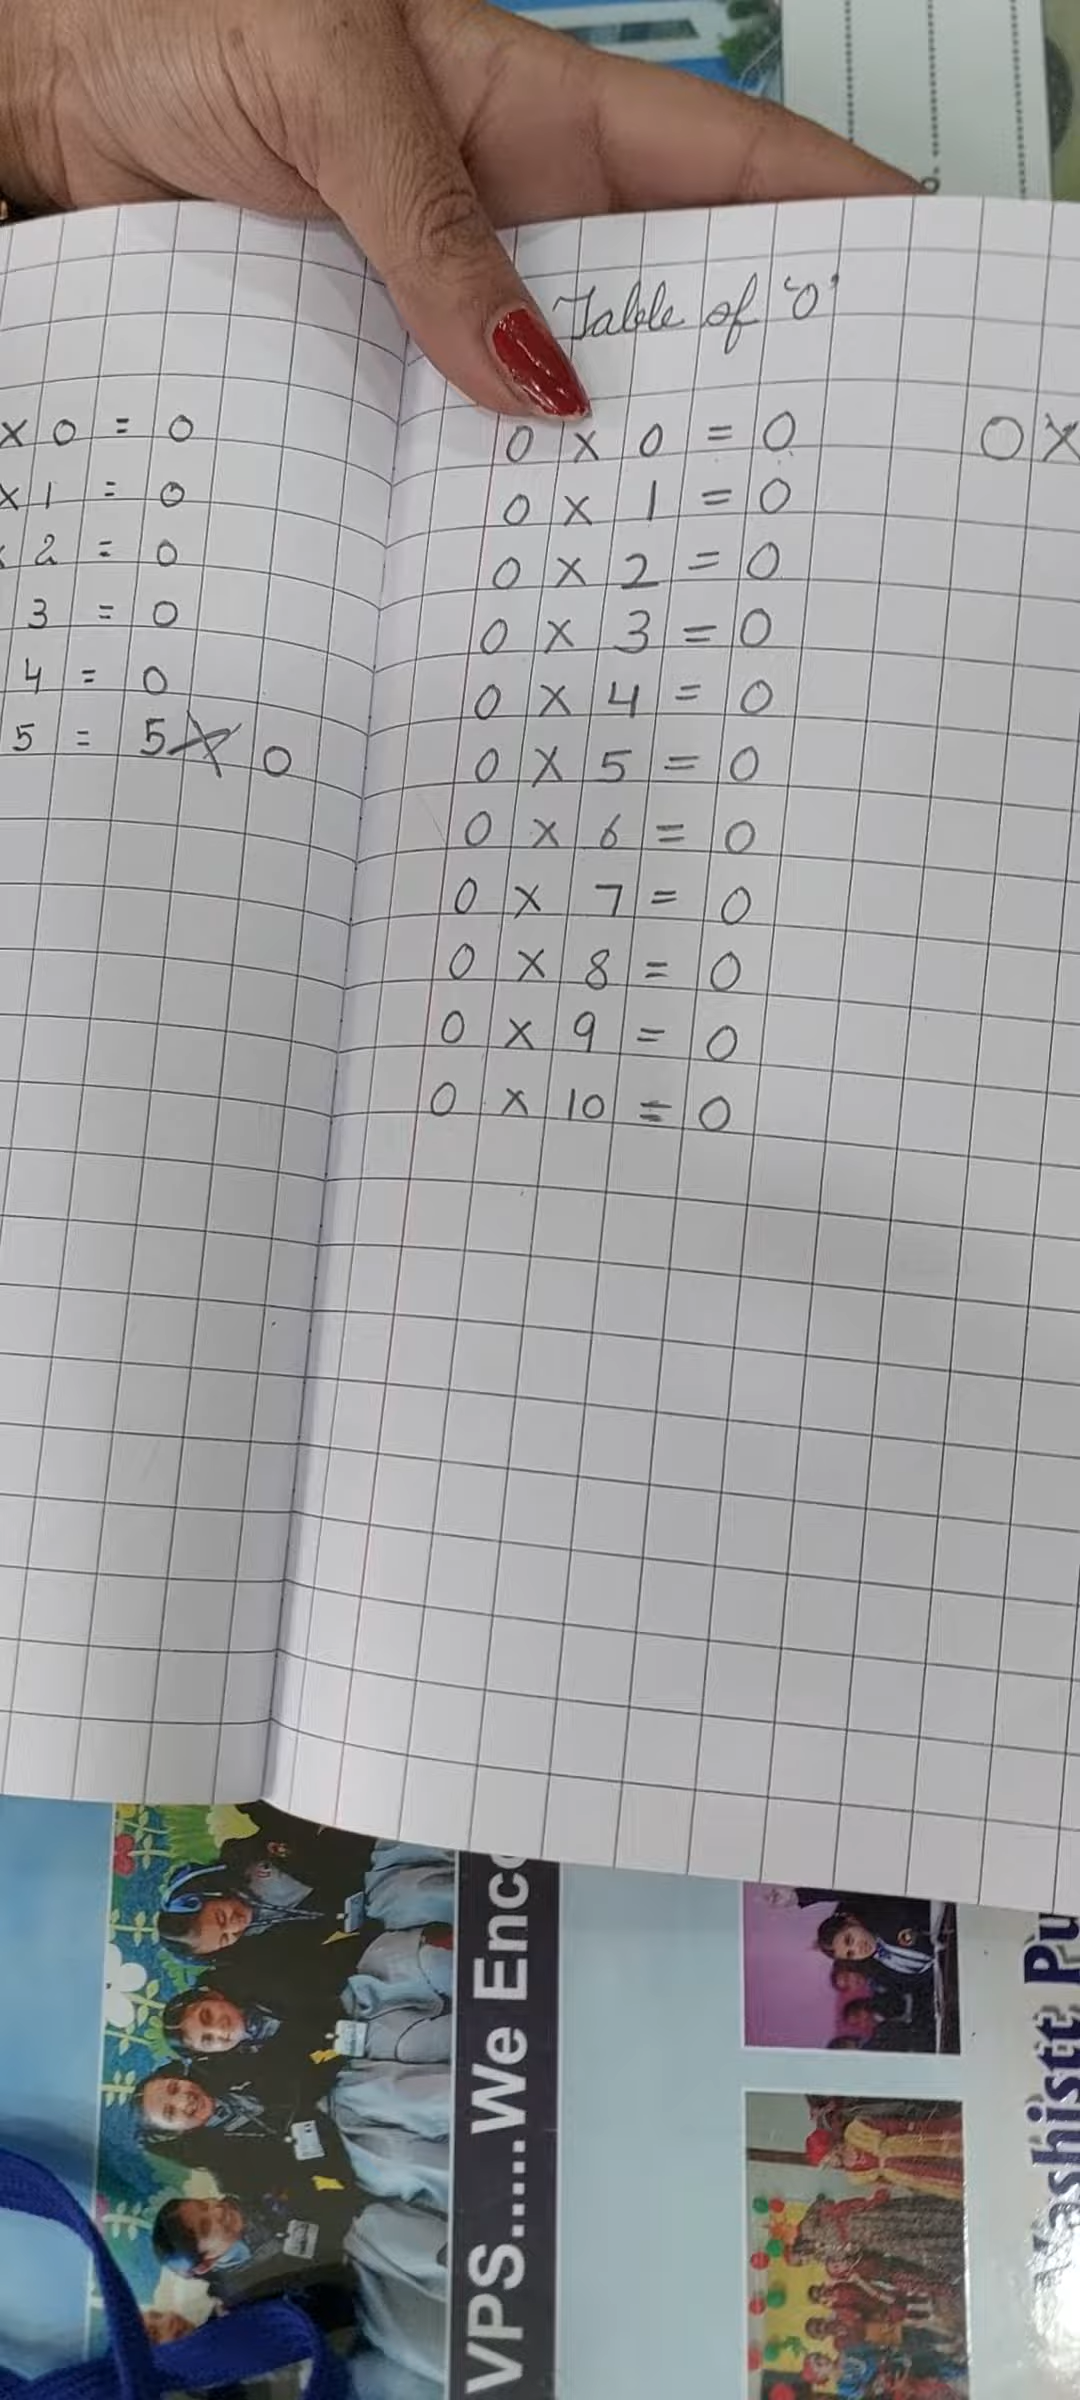 Table of '0'
x 0 = 0
x 1 = 0
x 2 = 0
3 = 0
4 = 0
5 = 5 0
0 x 0 = 0
0 x 1 = 0
0 x 2 = 0
0 x 3 = 0
0 x 4 = 0
0 x 5 = 0
0 x 6 = 0
0 x 7 = 0
0 x 8 = 0
0 x 9 = 0
0 x 10 = 0
0 x
VPS.....We Enc
Vashistt Pu